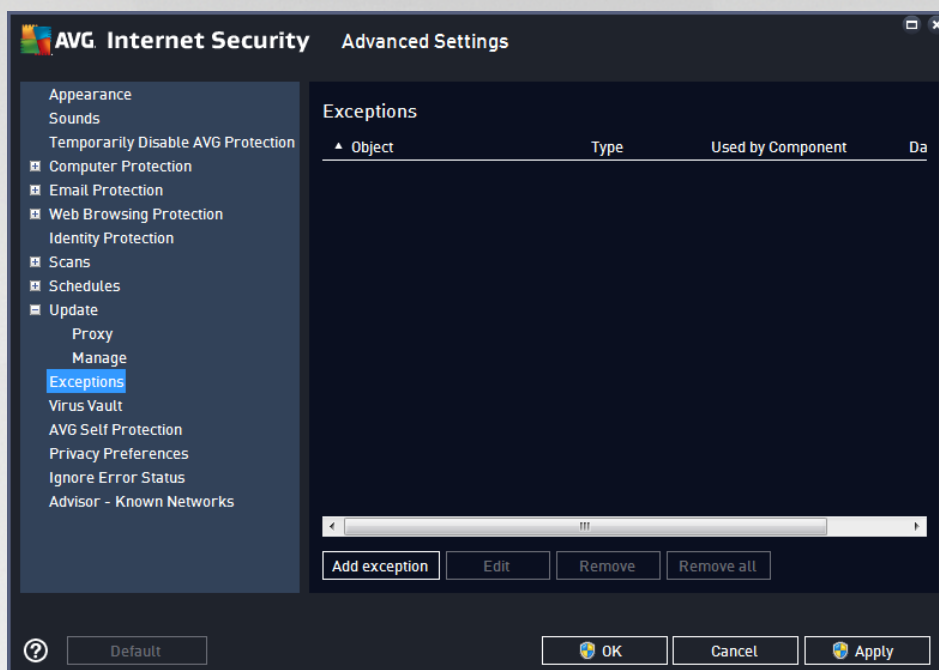 AVG Internet Security Advanced Settings
Appearance
Sounds
Temporarily Disable AVG Protection
Computer Protection
Email Protection
Web Browsing Protection
Identity Protection
Scans
Schedules
Update
Proxy
Manage
Exceptions
Virus Vault
AVG Self Protection
Privacy Preferences
Ignore Error Status
Advisor - Known Networks
Exceptions
Object Type Used by Component Da
Add exception Edit Remove Remove all
? Default OK Cancel Apply